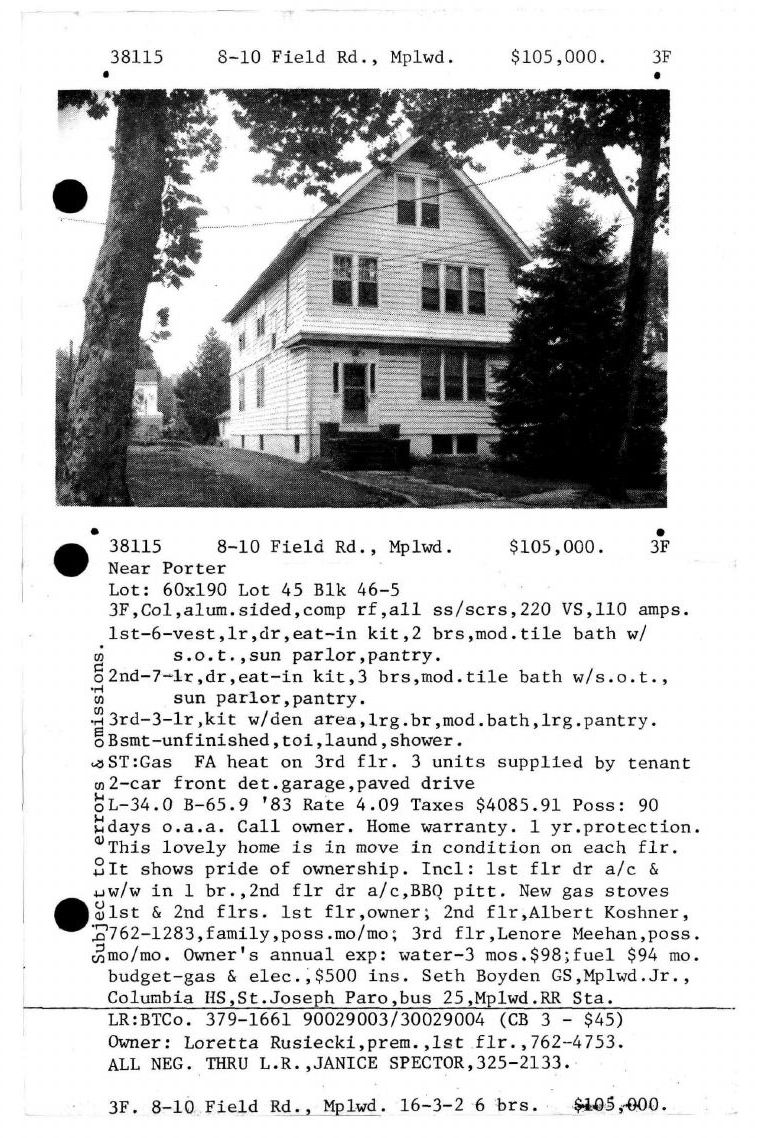 38115 8-10 Field Rd., Mplwd. $105,000. 3F
38115 8-10 Field Rd., Mplwd. $105,000. 3F
Near Porter
Lot: 60x190 Lot 45 Blk 46-5
3F,Col,alum.sided,comp rf,all ss/scrs,220 VS,110 amps.
1st-6-vest,lr,dr,eat-in kit,2 brs,mod.tile bath w/
s.o.t.,sun parlor,pantry.
2nd-7-lr,dr,eat-in kit,3 brs,mod.tile bath w/s.o.t.,
sun parlor,pantry.
3rd-3-lr,kit w/den area,lrg.br,mod.bath,lrg.pantry.
Bsmt-unfinished,toi,laund,shower.
ST:Gas FA heat on 3rd flr. 3 units supplied by tenant
2-car front det.garage,paved drive
L-34.0 B-65.9 '83 Rate 4.09 Taxes $4085.91 Poss: 90
days o.a.a. Call owner. Home warranty. 1 yr.protection.
This lovely home is in move in condition on each flr.
It shows pride of ownership. Incl: 1st flr dr a/c &
w/w in 1 br.,2nd flr dr a/c,BBQ pitt. New gas stoves
1st & 2nd flrs. 1st flr,owner; 2nd flr,Albert Koshner,
762-1283,family,poss.mo/mo; 3rd flr,Lenore Meehan,poss.
mo/mo. Owner's annual exp: water-3 mos.$98;fuel $94 mo.
budget-gas & elec.,$500 ins. Seth Boyden GS,Mplwd.Jr.,
Columbia HS,St.Joseph Paro,bus 25,Mplwd.RR Sta.
LR:BTCo. 379-1661 90029003/30029004 (CB 3 - $45)
Owner: Loretta Rusiecki,prem.,1st flr.,762-4753.
ALL NEG. THRU L.R.,JANICE SPECTOR,325-2133.
3F. 8-10 Field Rd., Mplwd. 16-3-2 6 brs. $105,000.
Subject to errors & omissions.